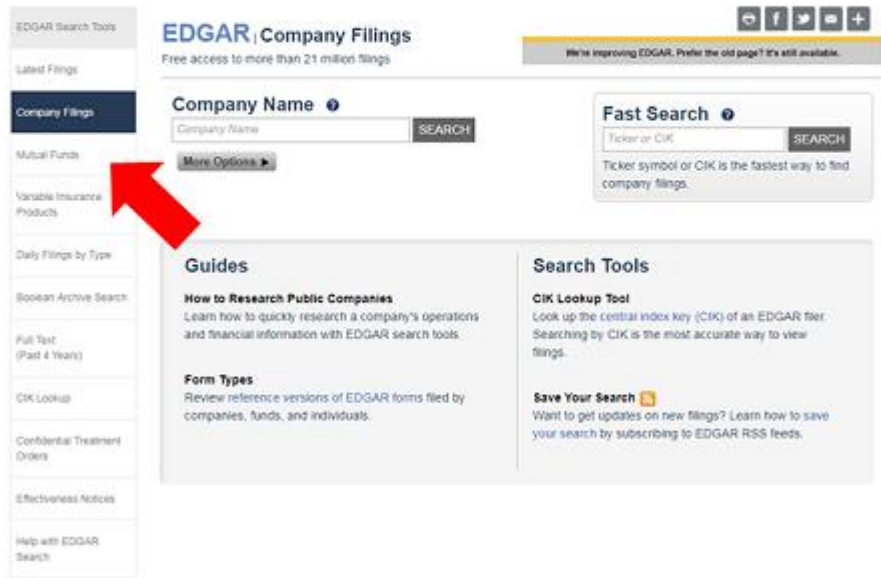 EDGAR Search Tools
Latest Filings
Company Filings
Mutual Funds
Variable Insurance
Products
Daily Filings by Type
Boolean Archive Search
Full Text
(Past 4 Years)
CIK Lookup
Confidential Treatment
Orders
Effectiveness Notices
Help with EDGAR
Search
EDGAR | Company Filings
Free access to more than 21 million filings
We're improving EDGAR. Prefer the old page? It's still available.
Company Name
Company Name
SEARCH
More Options
Fast Search
Ticker or CIK
SEARCH
Ticker symbol or CIK is the fastest way to find
company filings.
Guides
How to Research Public Companies
Learn how to quickly research a company's operations
and financial information with EDGAR search tools.
Form Types
Review reference versions of EDGAR forms filed by
companies, funds, and individuals.
Search Tools
CIK Lookup Tool
Look up the central index key (CIK) of an EDGAR filer.
Searching by CIK is the most accurate way to view
filings.
Save Your Search
Want to get updates on new filings? Learn how to save
your search by subscribing to EDGAR RSS feeds.